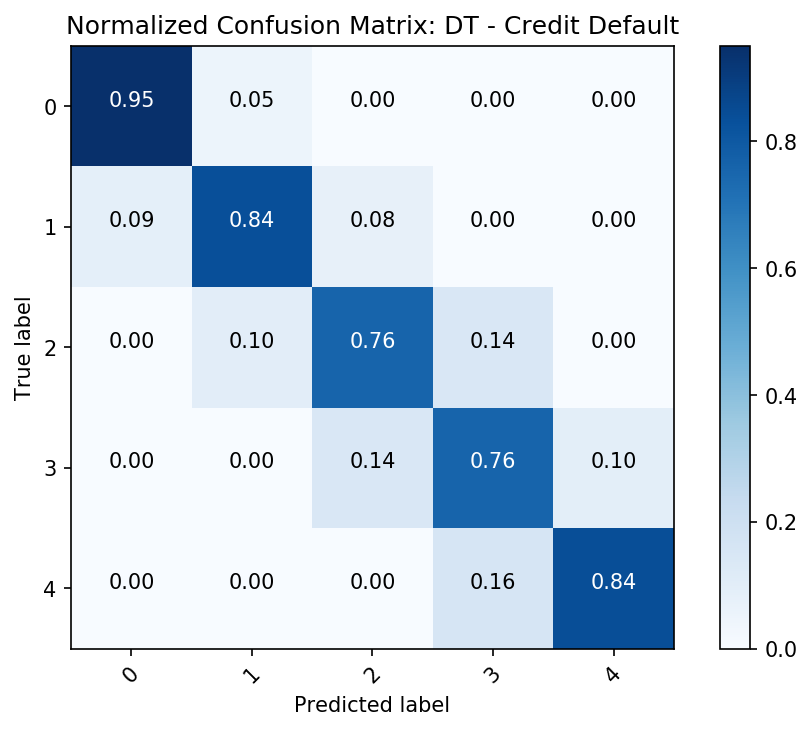 Normalized Confusion Matrix: DT - Credit Default
0 0.95 0.05 0.00 0.00 0.00
1 0.09 0.84 0.08 0.00 0.00
2 0.00 0.10 0.76 0.14 0.00
3 0.00 0.00 0.14 0.76 0.10
4 0.00 0.00 0.00 0.16 0.84
True label
0 1 2 3 4
Predicted label
0.8
0.6
0.4
0.2
0.0